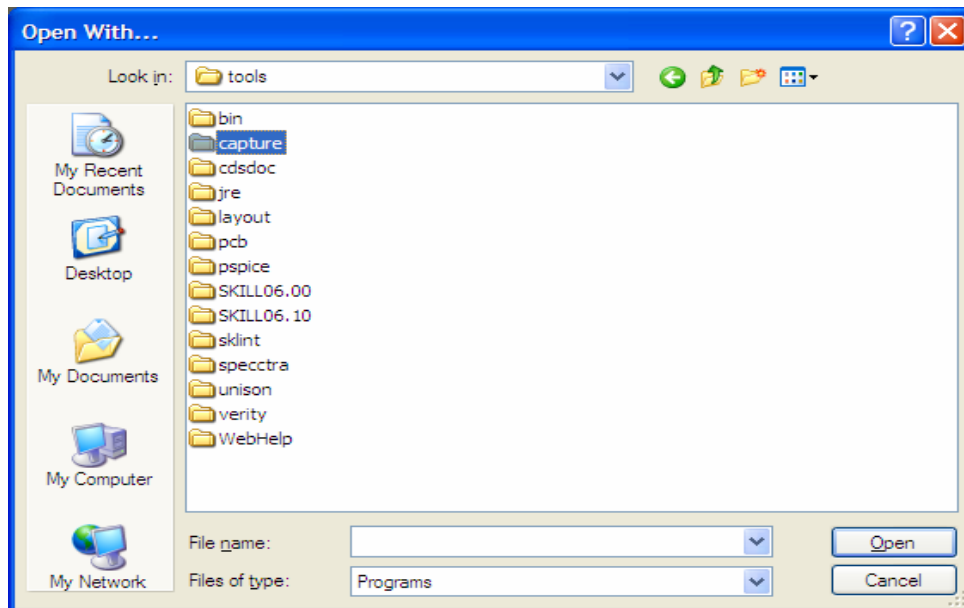 Open With...
Look in: tools
My Recent
Documents
Desktop
My Documents
My Computer
My Network
bin
capture
cdsdoc
jre
layout
pcb
pspice
SKILL06.00
SKILL06.10
sklint
specctra
unison
verity
WebHelp
File name:
Open
Files of type: Programs
Cancel